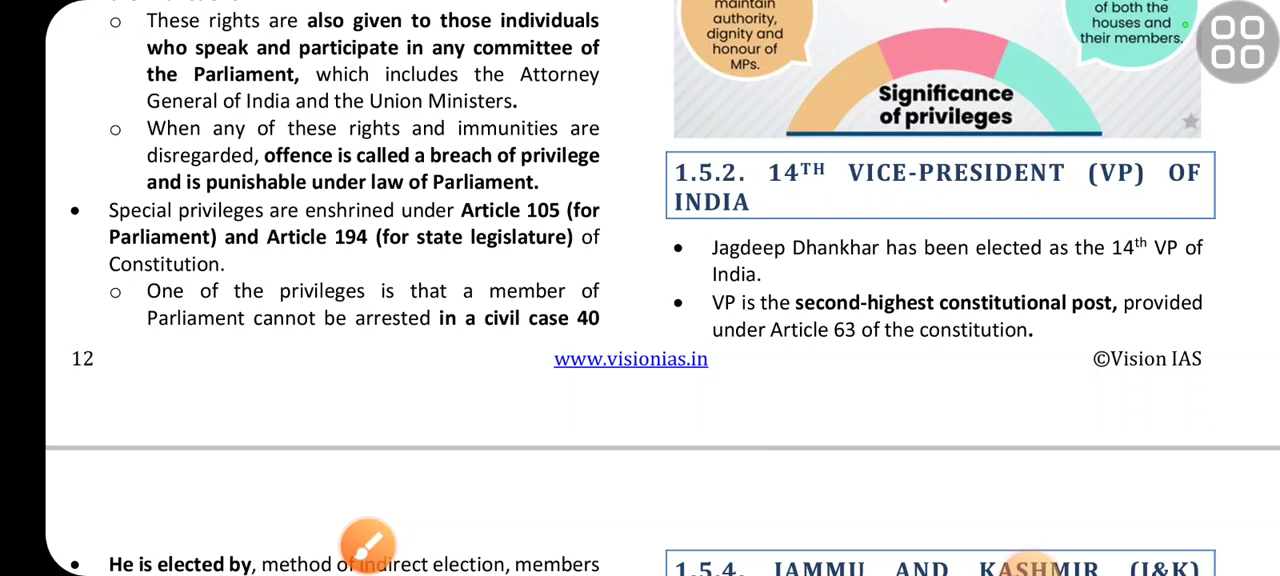 These rights are also given to those individuals
who speak and participate in any committee of
the Parliament, which includes the Attorney
General of India and the Union Ministers.
When any of these rights and immunities are
disregarded, offence is called a breach of privilege
and is punishable under law of Parliament.
Special privileges are enshrined under Article 105 (for
Parliament) and Article 194 (for state legislature) of
Constitution.
One of the privileges is that a member of
Parliament cannot be arrested in a civil case 40
maintain
authority,
dignity and
honour of
MPs.
of both the
houses and
their members.
Significance
of privileges
1.5.2. 14TH VICE-PRESIDENT (VP) OF
INDIA
Jagdeep Dhankhar has been elected as the 14th VP of
India.
VP is the second-highest constitutional post, provided
under Article 63 of the constitution.
12
www.visionias.in
©Vision IAS
He is elected by, method of indirect election, members
1.5.4. JAMMU AND KASHMIR (J&K)